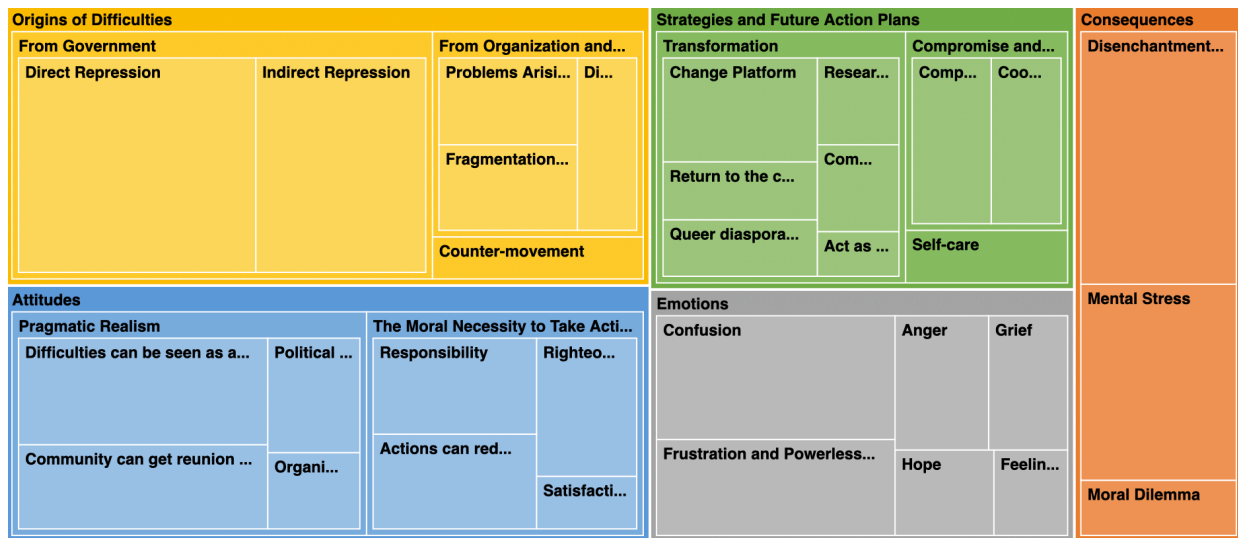 Origins of Difficulties
From Government
Direct Repression
Indirect Repression
From Organization and...
Problems Arisi...
Di...
Fragmentation...
Counter-movement
Strategies and Future Action Plans
Transformation
Change Platform
Resear...
Return to the c...
Com...
Queer diaspora...
Act as ...
Compromise and...
Comp...
Coo...
Self-care
Consequences
Disenchantment...
Mental Stress
Moral Dilemma
Attitudes
Pragmatic Realism
Difficulties can be seen as a...
Political ...
Community can get reunion ...
Organi...
The Moral Necessity to Take Acti...
Responsibility
Righteo...
Actions can red...
Satisfacti...
Emotions
Confusion
Anger
Grief
Frustration and Powerless...
Hope
Feelin...